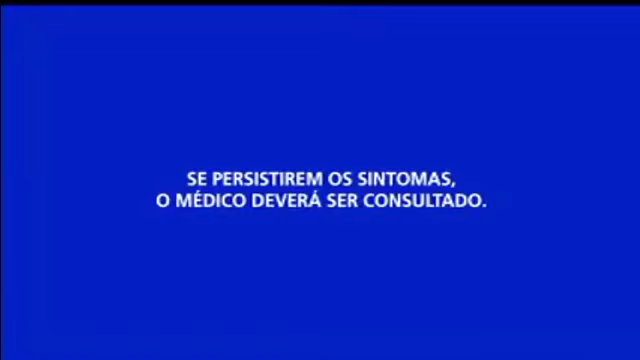 SE PERSISTIREM OS SINTOMAS,
O MÉDICO DEVERÁ SER CONSULTADO.